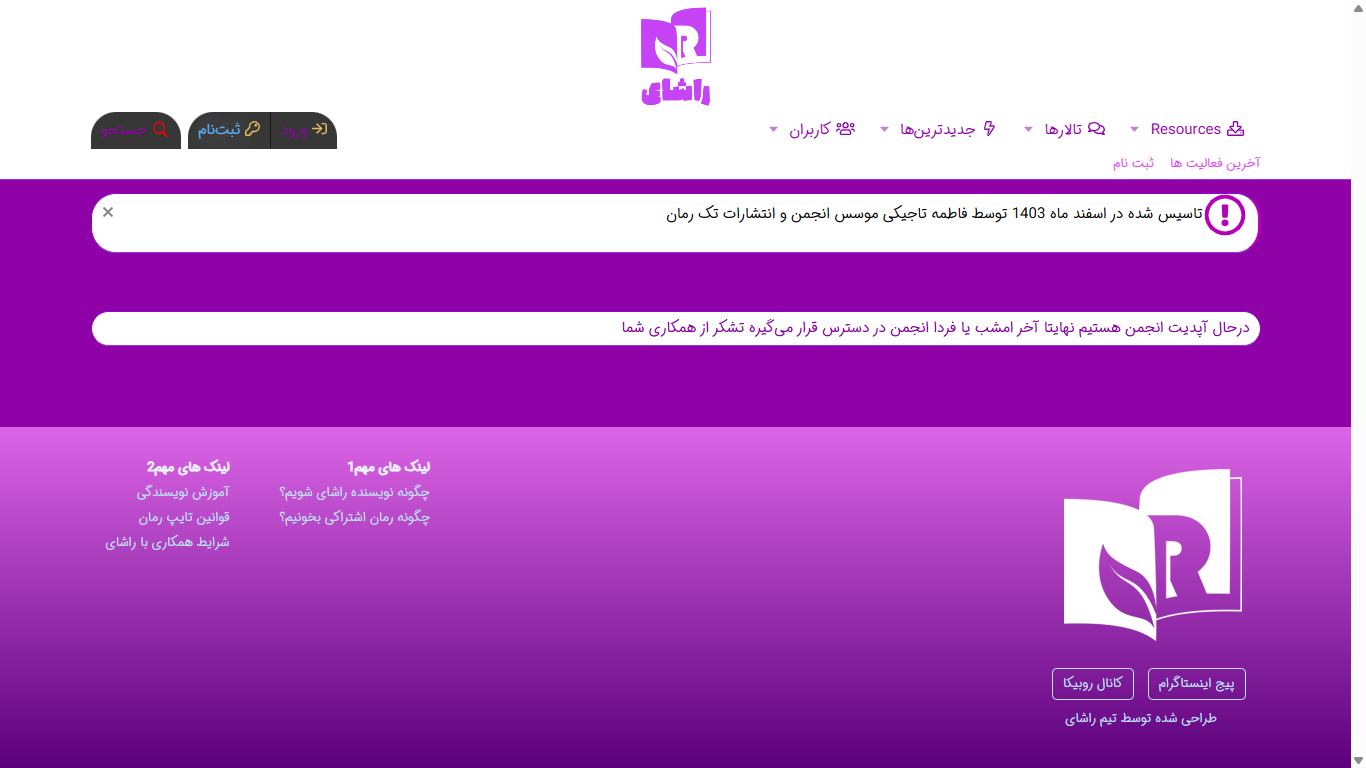 R
راشای
Resources
تالارها
جدیدترین‌ها
کاربران
ورود
ثبت‌نام
جستجو
آخرین فعالیت ها
ثبت نام
تاسیس شده در اسفند ماه 1403 توسط فاطمه تاجیکی موسس انجمن و انتشارات تک رمان
درحال آپدیت انجمن هستیم نهایتا آخر امشب یا فردا انجمن در دسترس قرار می‌گیره تشکر از همکاری شما
R
پیج اینستاگرام
کانال روبیکا
طراحی شده توسط تیم راشای
لینک های مهم1
چگونه نویسنده راشای شویم؟
چگونه رمان اشتراکی بخونیم؟
لینک های مهم2
آموزش نویسندگی
قوانین تایپ رمان
شرایط همکاری با راشای